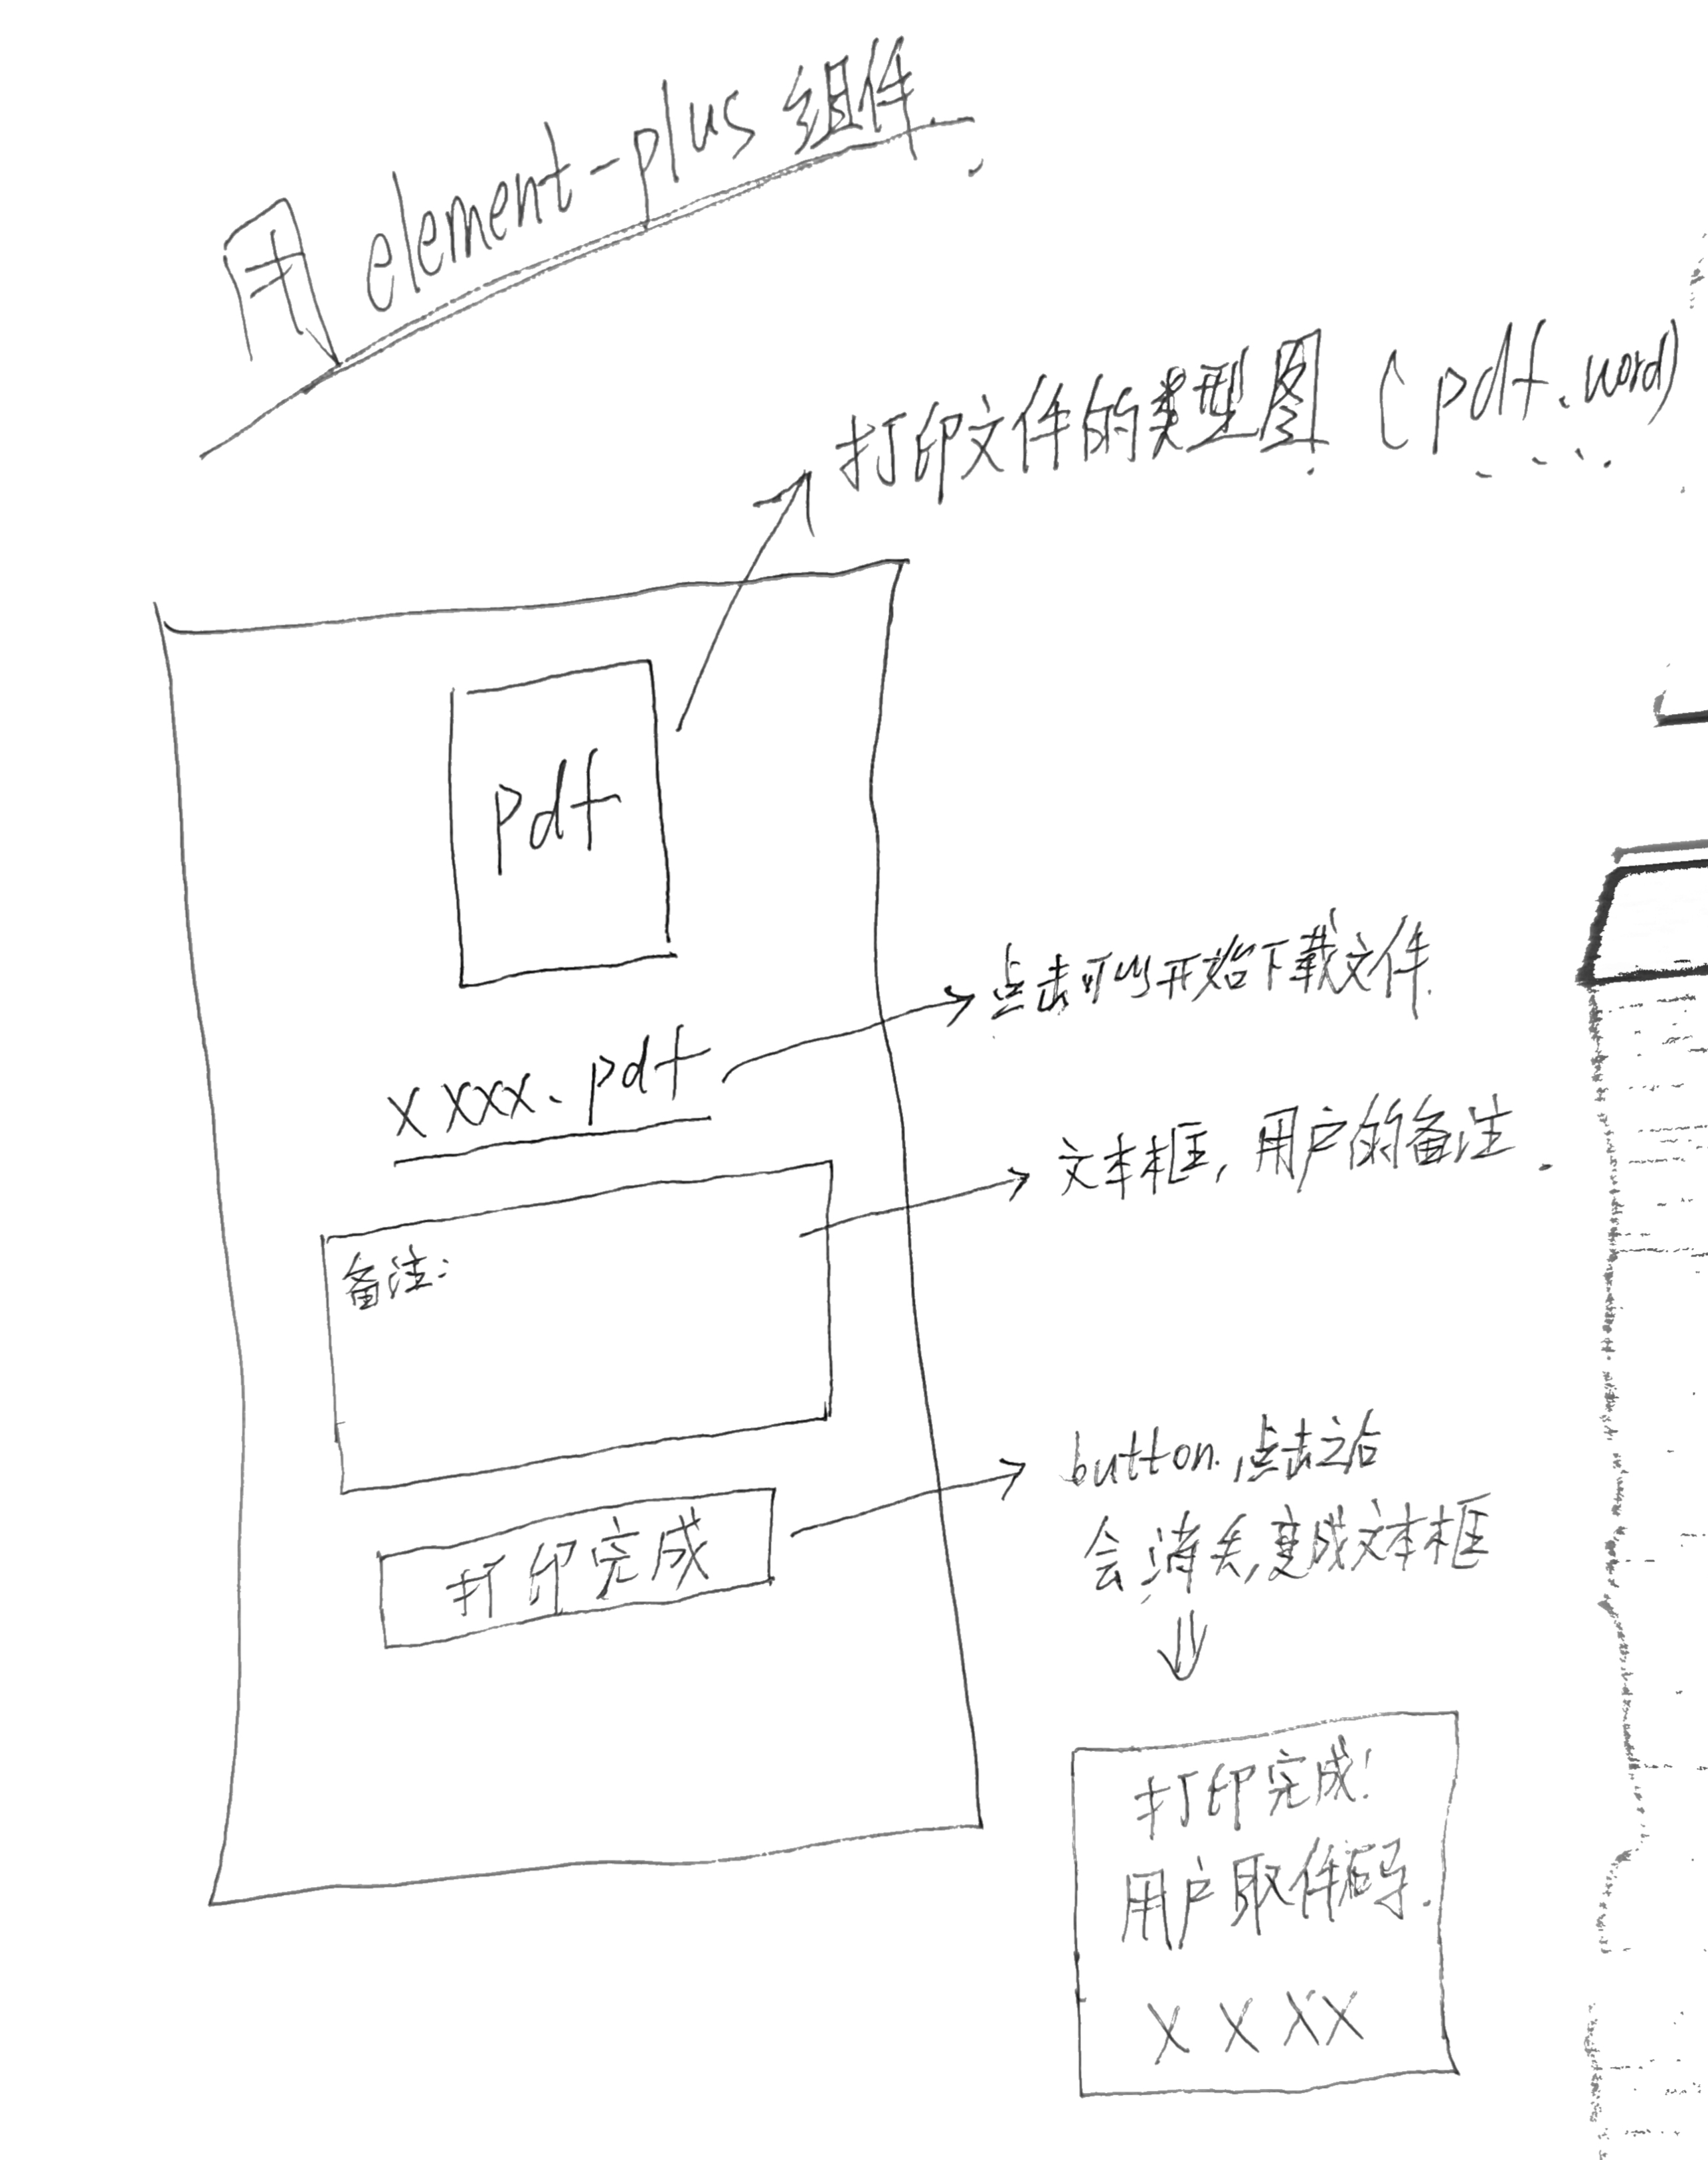 用 element-plus 组件.
打印文件的类型图 (pdf.word)
pdf
xxxx.pdf
点击可以开始下载文件.
文本框，用户的备注.
备注:
打印完成
button.点击之后
会消失,变成文本框
打印完成!
用户取件码.
X X X X